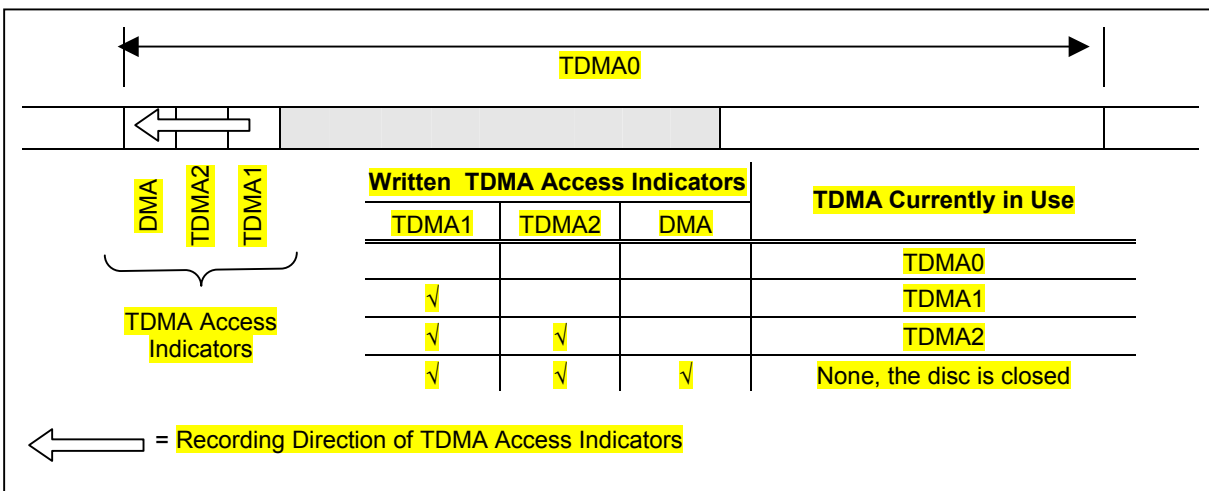 TDMA0
DMA
TDMA2
TDMA1
TDMA Access
Indicators
Written TDMA Access Indicators
TDMA Currently in Use
TDMA1 TDMA2 DMA
TDMA0
√ TDMA1
√ √ TDMA2
√ √ √ None, the disc is closed
= Recording Direction of TDMA Access Indicators